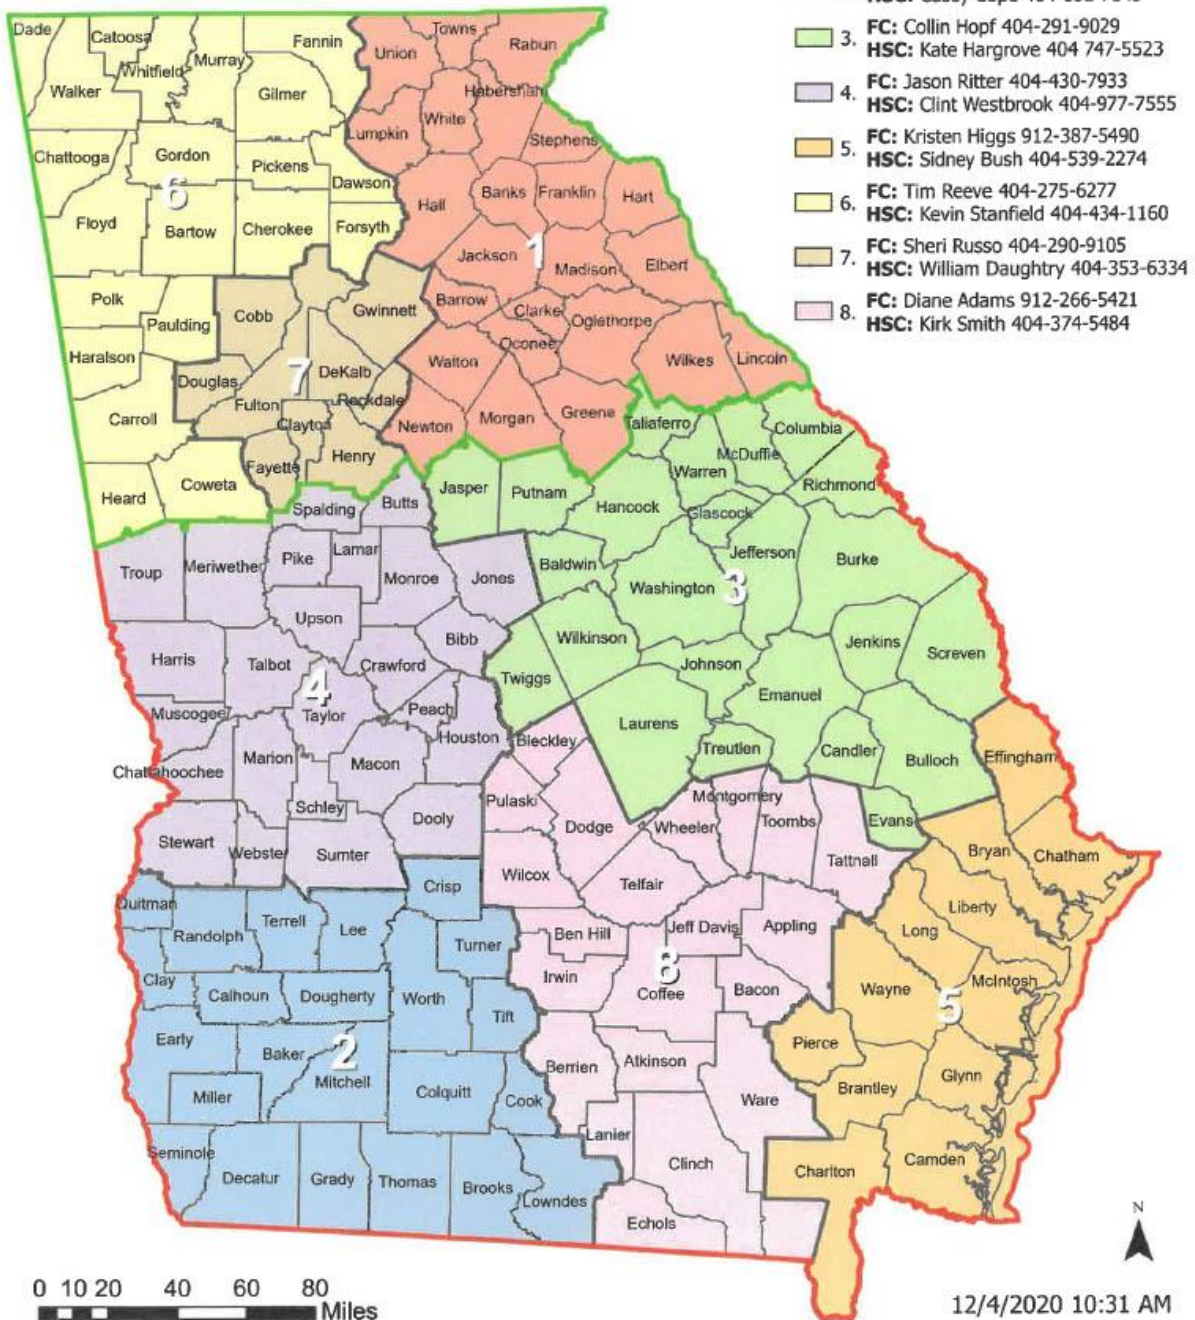 3. FC: Collin Hopf 404-291-9029
HSC: Kate Hargrove 404 747-5523
4. FC: Jason Ritter 404-430-7933
HSC: Clint Westbrook 404-977-7555
5. FC: Kristen Higgs 912-387-5490
HSC: Sidney Bush 404-539-2274
6. FC: Tim Reeve 404-275-6277
HSC: Kevin Stanfield 404-434-1160
7. FC: Sheri Russo 404-290-9105
HSC: William Daughtry 404-353-6334
8. FC: Diane Adams 912-266-5421
HSC: Kirk Smith 404-374-5484
Dade
Catoosa
Whitfield
Murray
Fannin
Walker
Gilmer
Chattooga
Gordon
Pickens
Dawson
6
Floyd
Bartow
Cherokee
Forsyth
Polk
Paulding
Haralson
Carroll
Heard
Coweta
Union
Towns
Rabun
Habersham
White
Lumpkin
Stephens
Banks
Franklin
Hart
Hall
Jackson
1
Madison
Elbert
Barrow
Clarke
Oglethorpe
Oconee
Walton
Wilkes
Lincoln
Newton
Morgan
Greene
Cobb
Gwinnett
7
DeKalb
Douglas
Fulton
Rockdale
Clayton
Fayette
Henry
Taliaferro
Columbia
McDuffie
Warren
Richmond
Jasper
Putnam
Hancock
Glascock
Jefferson
Burke
Baldwin
Washington
3
Wilkinson
Jenkins
Screven
Johnson
Twiggs
Emanuel
Laurens
Treutlen
Candler
Bulloch
Evans
Spalding
Butts
Troup
Meriwether
Pike
Lamar
Monroe
Jones
Upson
Bibb
Harris
Talbot
Crawford
4
Taylor
Peach
Muscogee
Houston
Chattahoochee
Marion
Macon
Schley
Dooly
Stewart
Webster
Sumter
Bleckley
Pulaski
Dodge
Montgomery
Wheeler
Toombs
Tattnall
Wilcox
Telfair
Ben Hill
Jeff Davis
Appling
Irwin
8
Coffee
Bacon
Berrien
Atkinson
Ware
Lanier
Clinch
Echols
Effingham
Bryan
Chatham
Liberty
Long
McIntosh
Wayne
5
Pierce
Brantley
Glynn
Charlton
Camden
Crisp
Quitman
Randolph
Terrell
Lee
Turner
Clay
Calhoun
Dougherty
Worth
Tift
Early
Baker
2
Mitchell
Miller
Colquitt
Cook
Seminole
Decatur
Grady
Thomas
Brooks
Lowndes
N
0 10 20 40 60 80
Miles
12/4/2020 10:31 AM